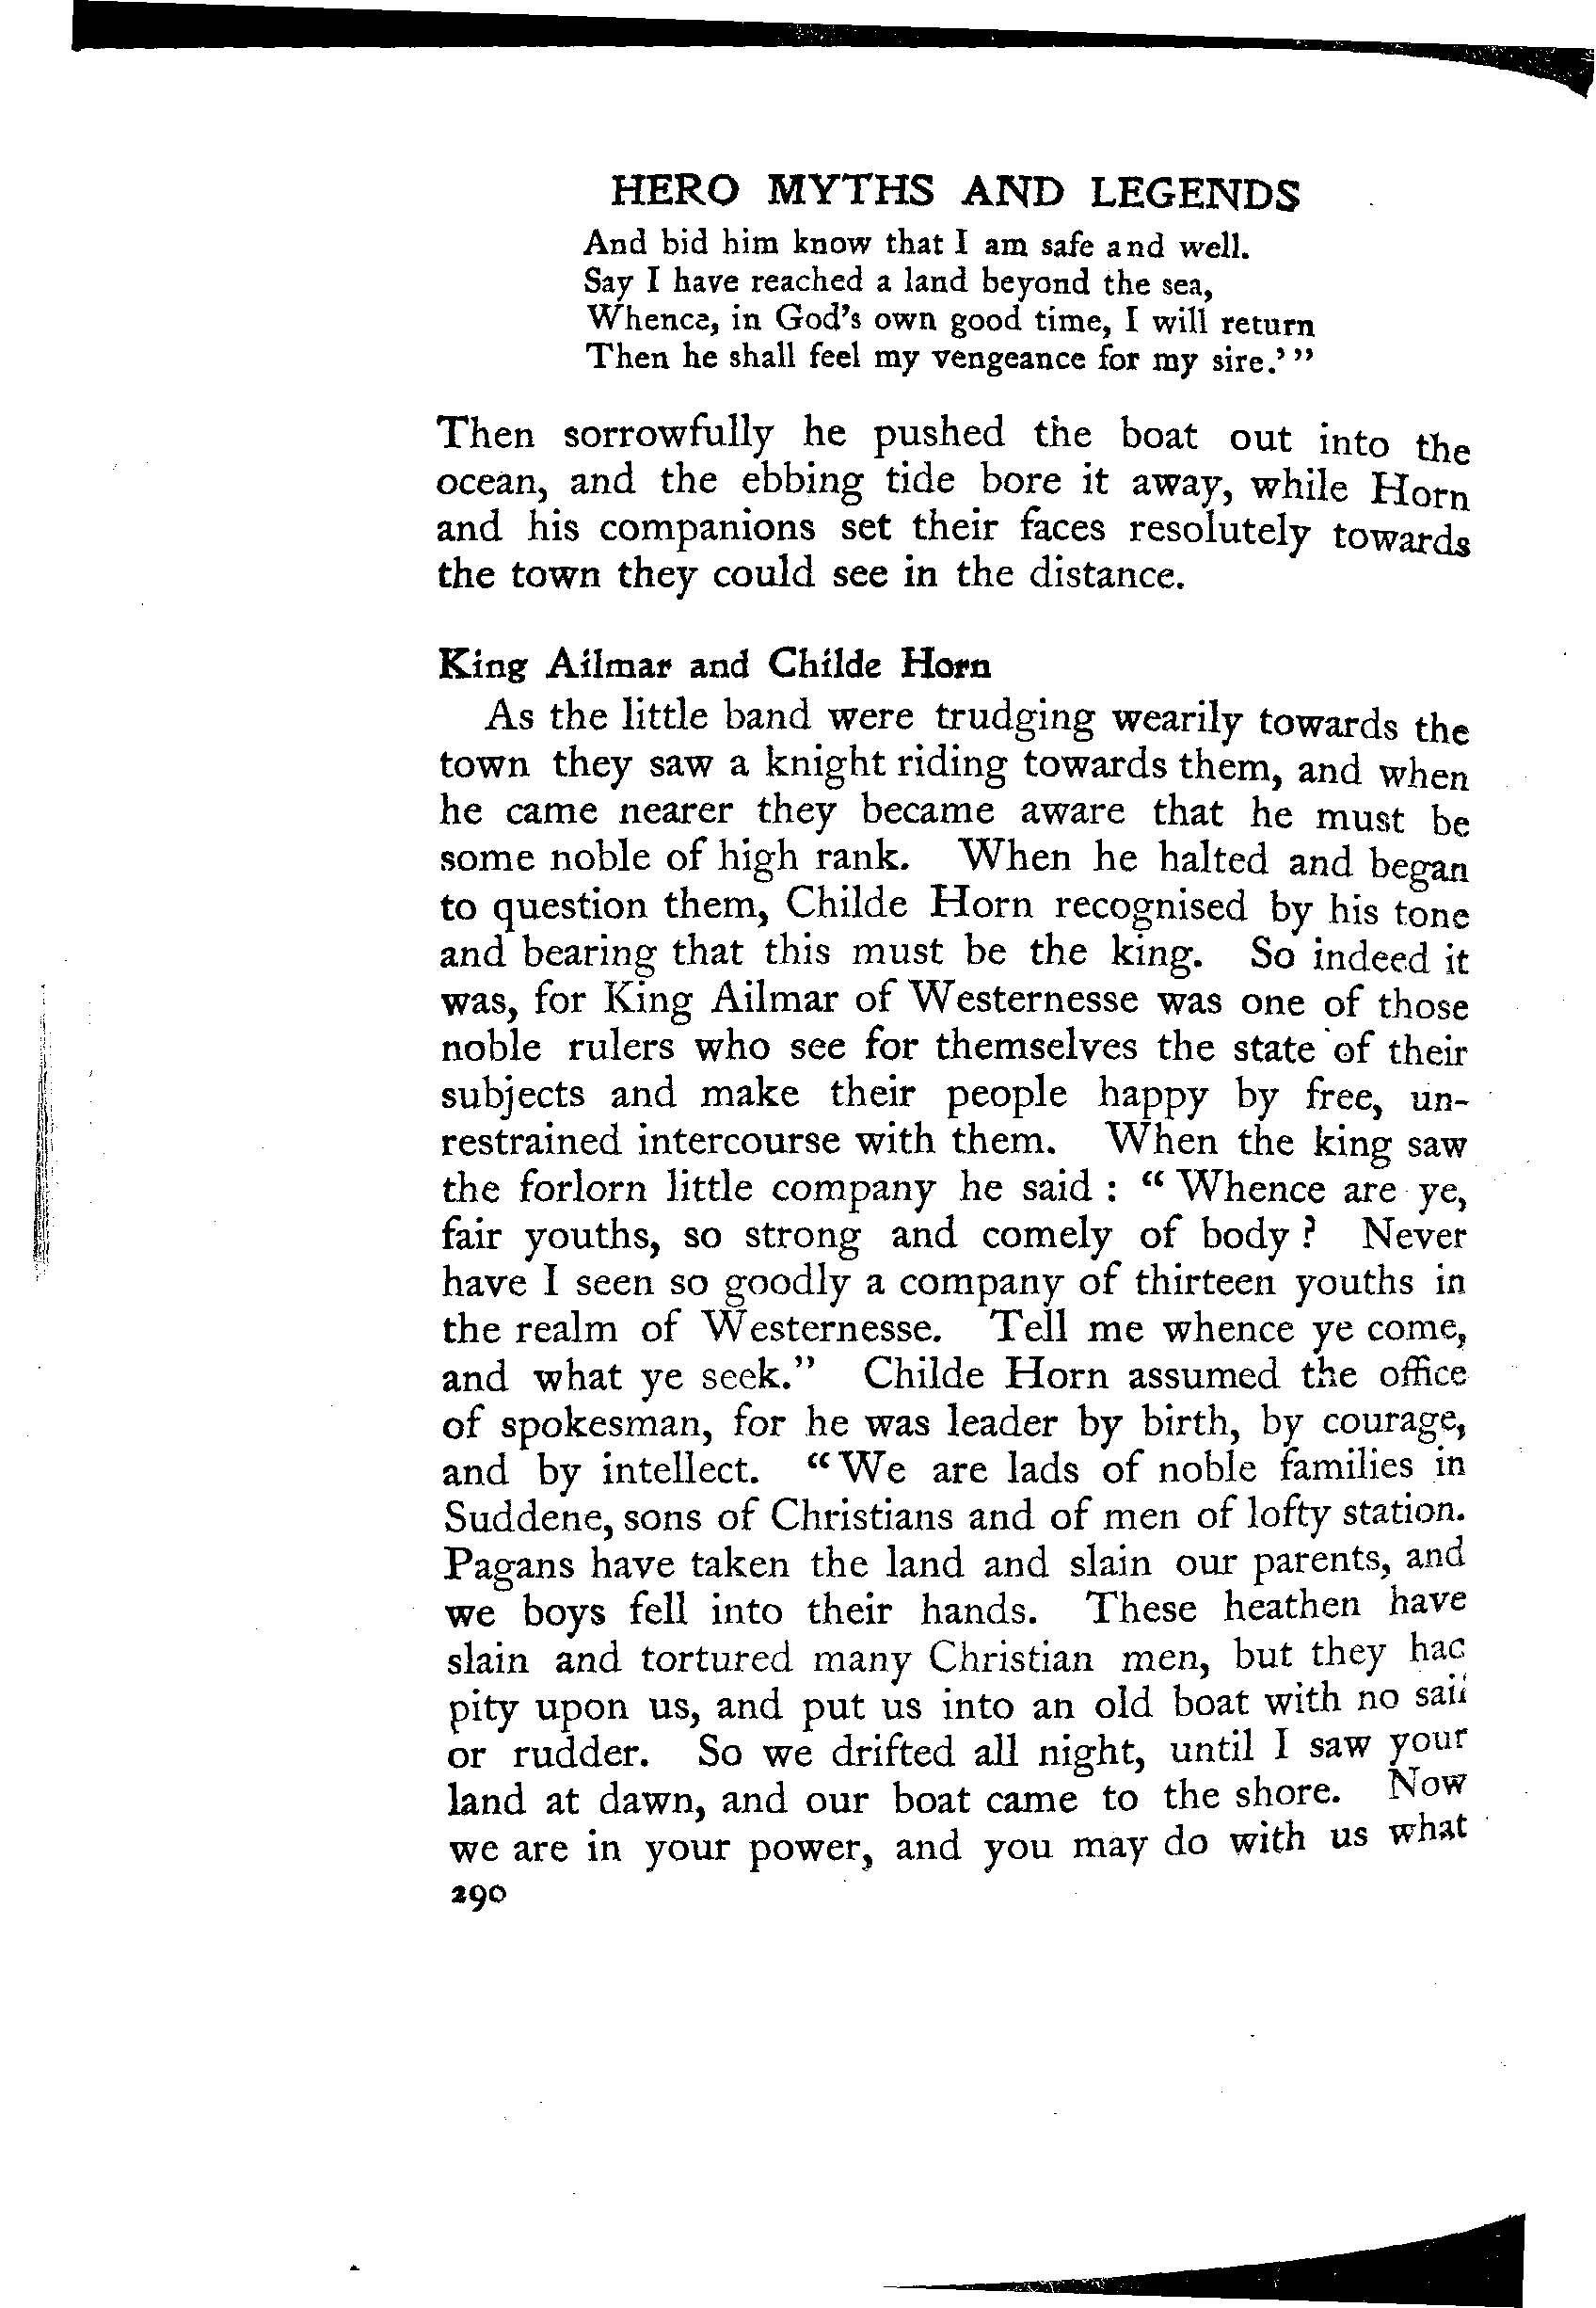 HERO MYTHS AND LEGENDS
And bid him know that I am safe and well.
Say I have reached a land beyond the sea,
Whence, in God's own good time, I will return
Then he shall feel my vengeance for my sire.' "
Then sorrowfully he pushed the boat out into the
ocean, and the ebbing tide bore it away, while Horn
and his companions set their faces resolutely towards
the town they could see in the distance.
King Ailmar and Childe Horn
As the little band were trudging wearily towards the
town they saw a knight riding towards them, and when
he came nearer they became aware that he must be
some noble of high rank. When he halted and began
to question them, Childe Horn recognised by his tone
and bearing that this must be the king. So indeed it
was, for King Ailmar of Westernesse was one of those
noble rulers who see for themselves the state of their
subjects and make their people happy by free, un-
restrained intercourse with them. When the king saw
the forlorn little company he said : " Whence are ye,
fair youths, so strong and comely of body ? Never
have I seen so goodly a company of thirteen youths in
the realm of Westernesse. Tell me whence ye come,
and what ye seek." Childe Horn assumed the office
of spokesman, for he was leader by birth, by courage,
and by intellect. " We are lads of noble families in
Suddene, sons of Christians and of men of lofty station.
Pagans have taken the land and slain our parents, and
we boys fell into their hands. These heathen have
slain and tortured many Christian men, but they had
pity upon us, and put us into an old boat with no sail
or rudder. So we drifted all night, until I saw your
land at dawn, and our boat came to the shore. Now
we are in your power, and you may do with us what
290